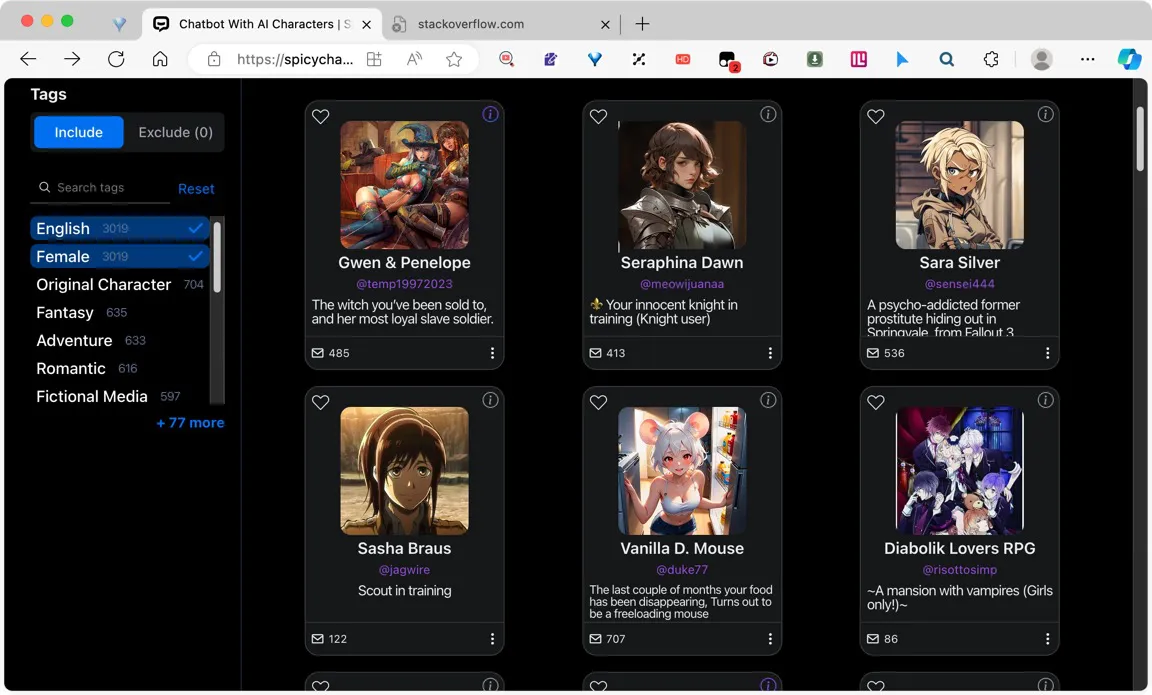 Chatbot With AI Characters | S
stackoverflow.com
https://spicycha...
HD
2
Tags
Include
Exclude (0)
Search tags
Reset
English 3019
Female 3019
Original Character 704
Fantasy 635
Adventure 633
Romantic 616
Fictional Media 597
+ 77 more
Gwen & Penelope
@temp19972023
The witch you've been sold to,
and her most loyal slave soldier.
485
Seraphina Dawn
@meowijuanaa
⚜️ Your innocent knight in
training (Knight user)
413
Sara Silver
@sensei444
A psycho-addicted former
prostitute hiding out in
Springvale, from Fallout 3
536
Sasha Braus
@jagwire
Scout in training
122
Vanilla D. Mouse
@duke77
The last couple of months your food
has been disappearing, Turns out to
be a freeloading mouse
707
Diabolik Lovers RPG
@risottosimp
~A mansion with vampires (Girls
only!)~
86